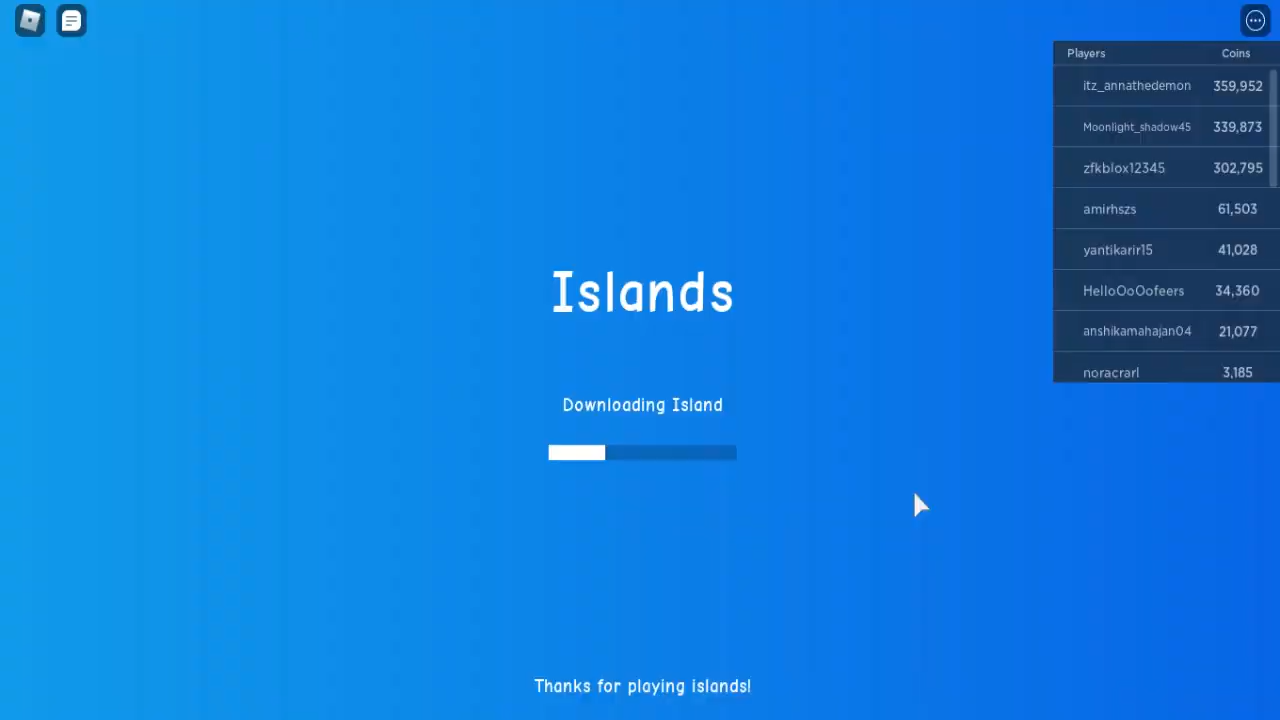 Players Coins
itz_annathedemon 359,952
Moonlight_shadow45 339,873
zfkblox12345 302,795
amirhszs 61,503
yantikarir15 41,028
HelloOoOofeers 34,360
anshikamahajan04 21,077
noracrarl 3,185
Islands
Downloading Island
Thanks for playing islands!